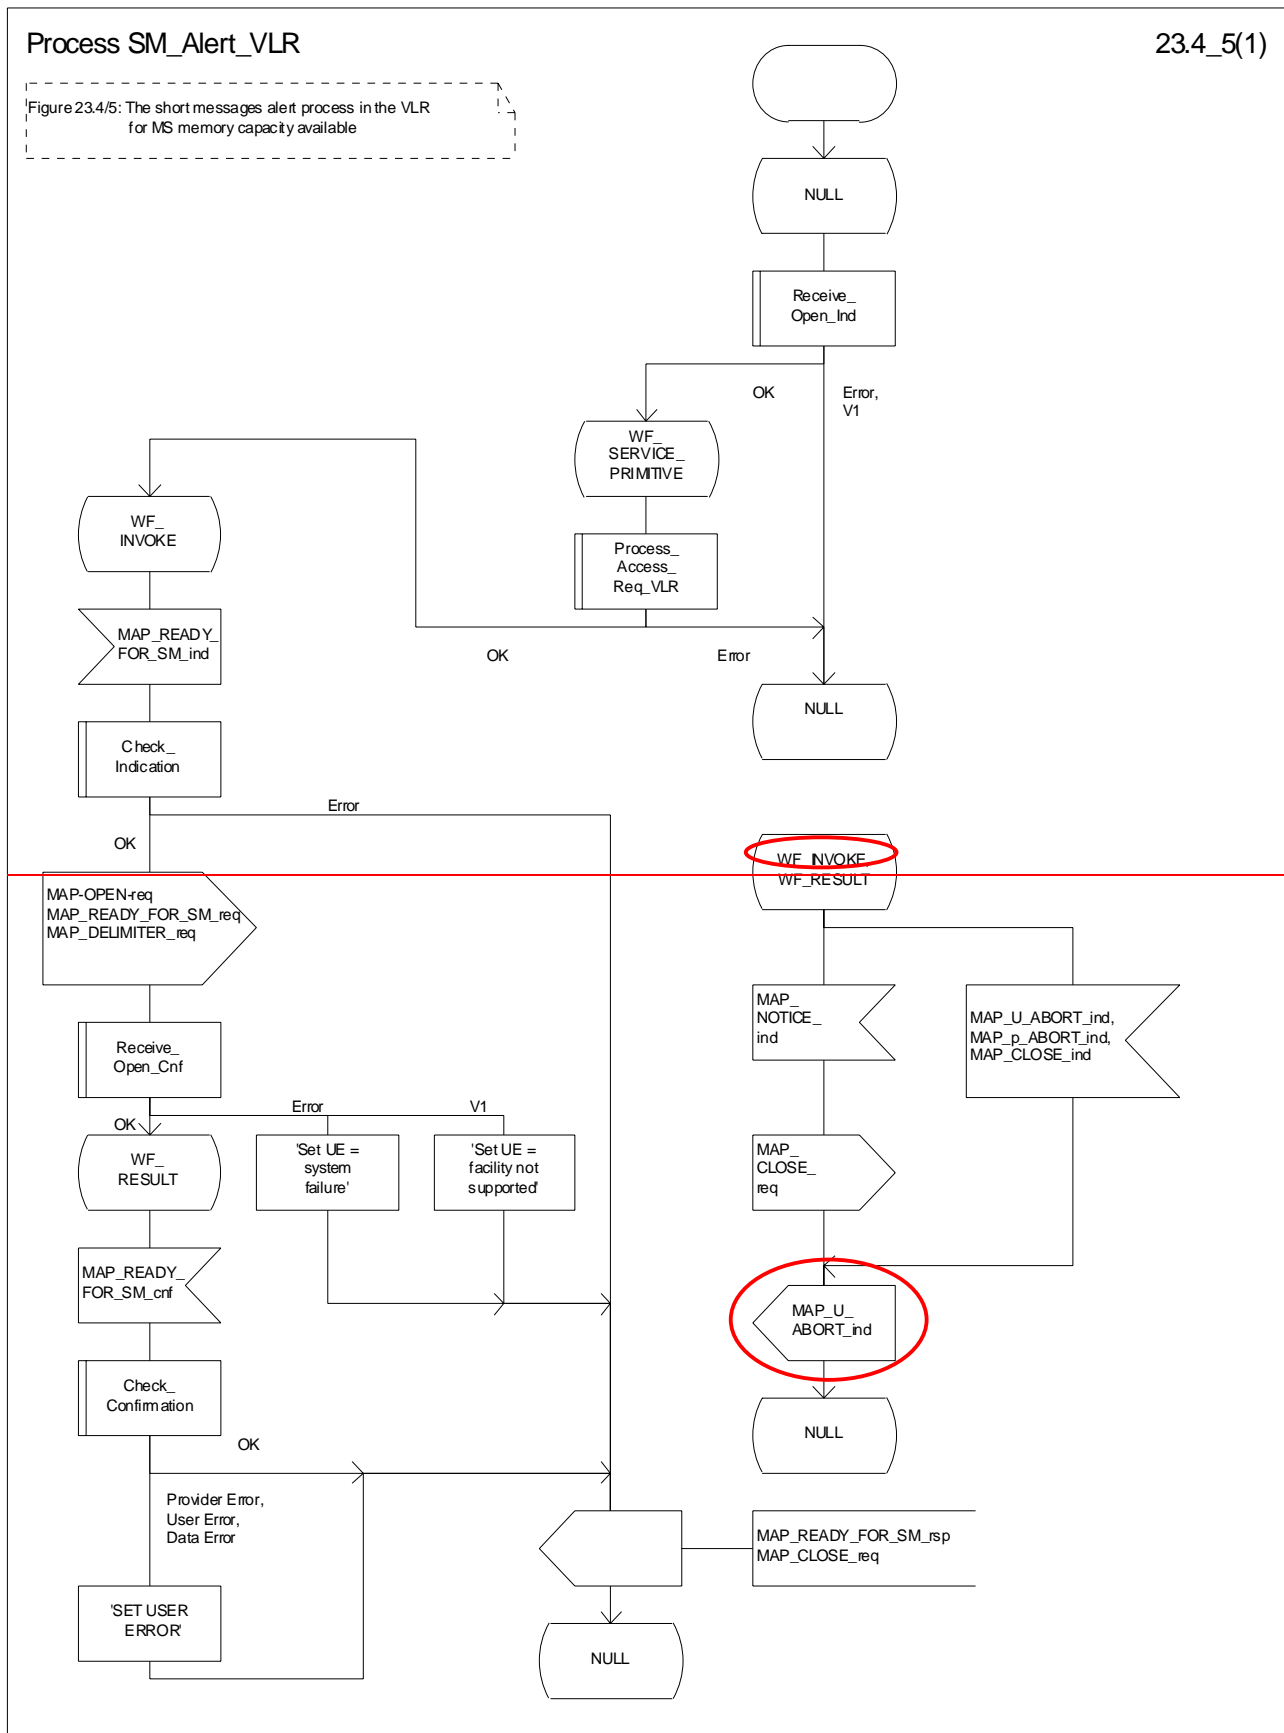 Process SM_Alert_VLR
23.4_5(1)
Figure 23.4/5: The short messages alert process in the VLR
for MS memory capacity available
NULL
Receive_
Open_Ind
OK
Error,
V1
WF_
SERVICE_
PRIMITIVE
Process_
Access_
Req_VLR
OK
Error
NULL
WF_
INVOKE
MAP_READY_
FOR_SM_ind
Check_
Indication
Error
OK
MAP-OPEN-req
MAP_READY_FOR_SM_req
MAP_DELIMITER_req
Receive_
Open_Cnf
Error
V1
OK
'Set UE =
system
failure'
'Set UE =
facility not
supported'
WF_
RESULT
MAP_READY_
FOR_SM_cnf
Check_
Confirmation
OK
Provider Error,
User Error,
Data Error
'SET USER
ERROR'
WF_INVOKE,
WF_RESULT
MAP_
NOTICE_
ind
MAP_U_ABORT_ind,
MAP_p_ABORT_ind,
MAP_CLOSE_ind
MAP_
CLOSE_
req
MAP_U_
ABORT_ind
NULL
MAP_READY_FOR_SM_rsp
MAP_CLOSE_req
NULL